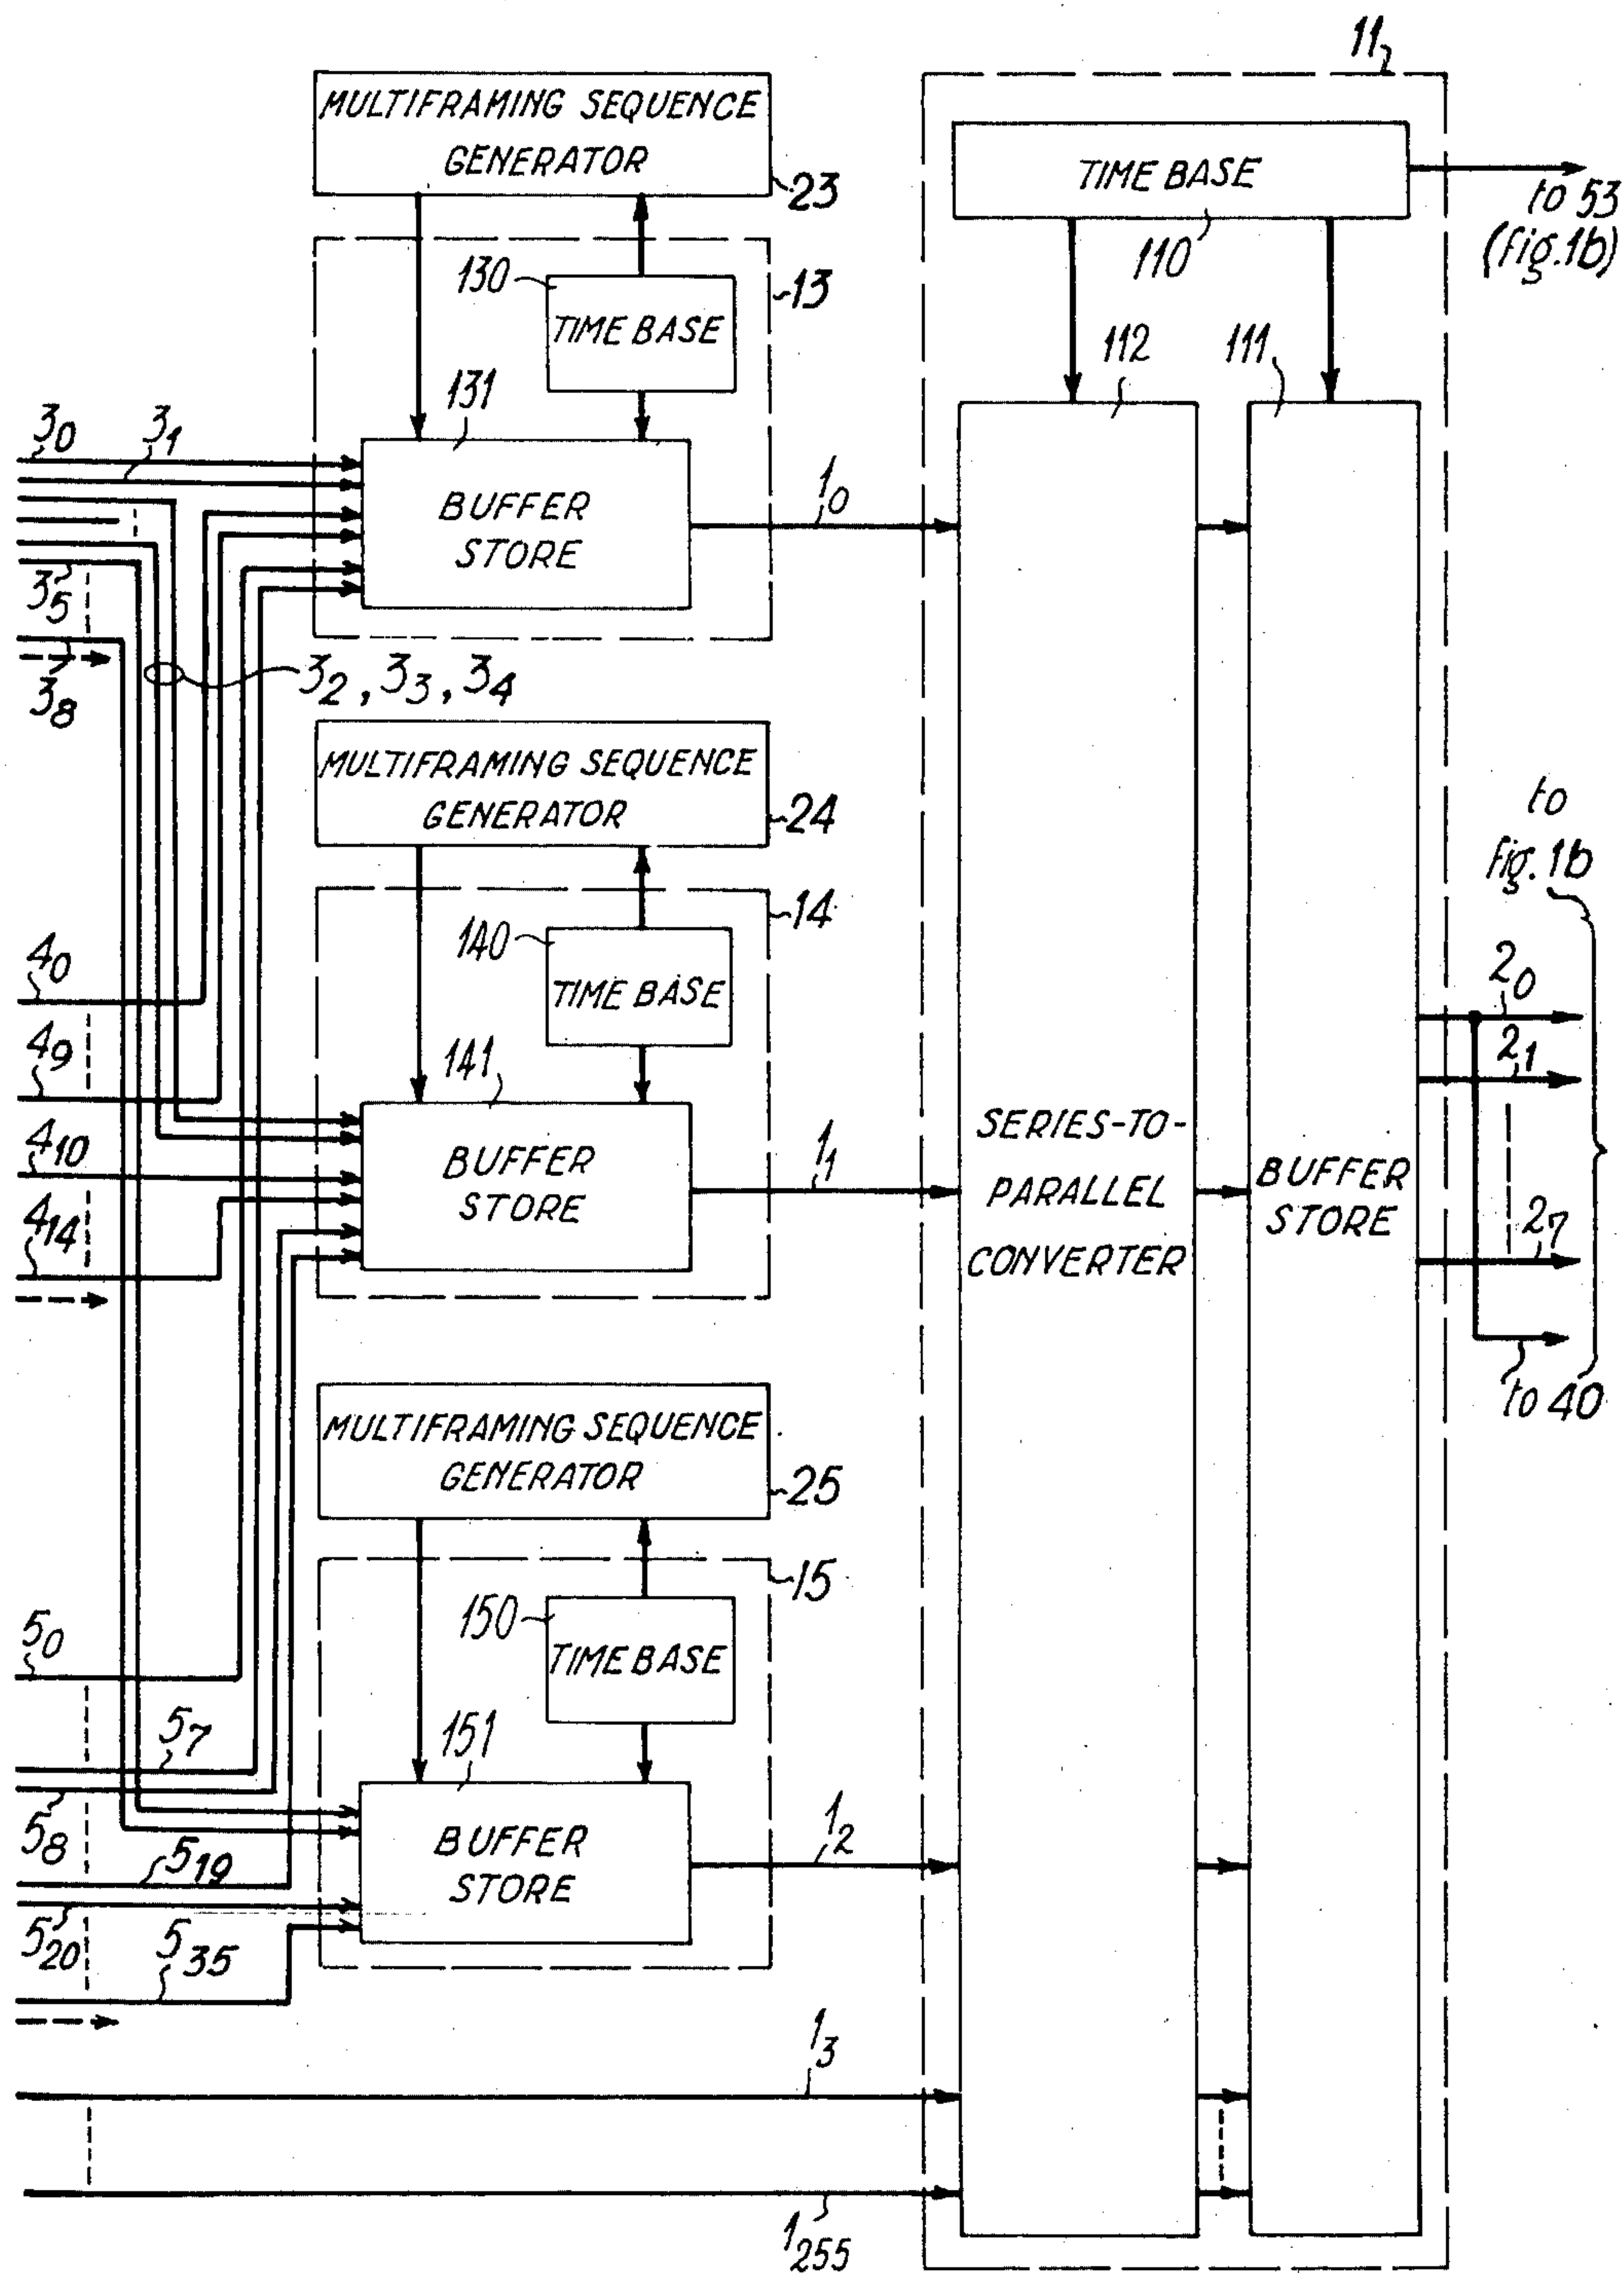 11
MULTIFRAMING SEQUENCE
GENERATOR
23
TIME BASE
110
to 53
(fig.1b)
130
13
TIME BASE
131
112
111
30
31
BUFFER
STORE
10
35
38
32, 33, 34
MULTIFRAMING SEQUENCE
GENERATOR
24
to
fig.1b
140
14
TIME BASE
40
49
141
20
21
410
414
BUFFER
STORE
11
SERIES-TO-
PARALLEL
CONVERTER
BUFFER
STORE
27
to 40
MULTIFRAMING SEQUENCE
GENERATOR
25
150
15
TIME BASE
50
57
151
58
519
BUFFER
STORE
12
520
535
13
1255